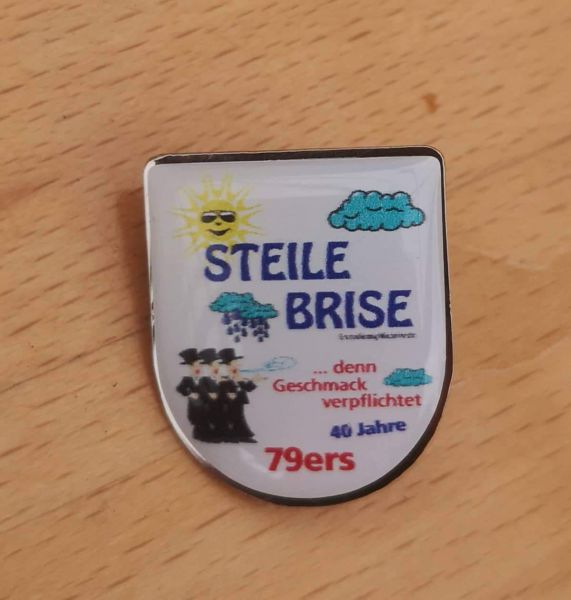 STEILE
BRISE
... denn
Geschmack
verpflichtet
40 Jahre
79ers